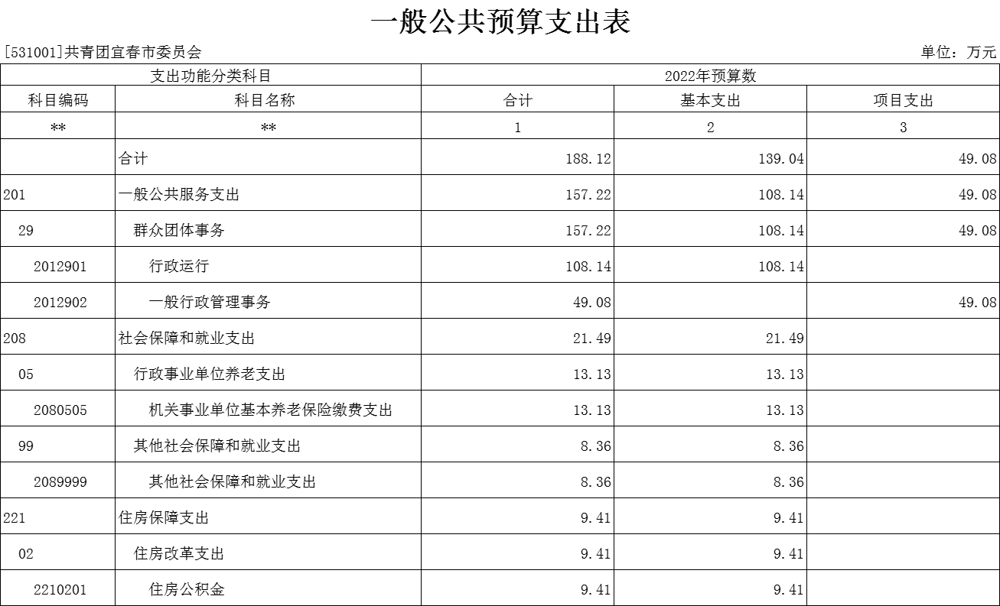 一般公共预算支出表
[531001]共青团宜春市委员会 单位：万元
支出功能分类科目 2022年预算数
科目编码 科目名称 合计 基本支出 项目支出
** ** 1 2 3
合计 188.12 139.04 49.08
201 一般公共服务支出 157.22 108.14 49.08
29 群众团体事务 157.22 108.14 49.08
2012901 行政运行 108.14 108.14
2012902 一般行政管理事务 49.08 49.08
208 社会保障和就业支出 21.49 21.49
05 行政事业单位养老支出 13.13 13.13
2080505 机关事业单位基本养老保险缴费支出 13.13 13.13
99 其他社会保障和就业支出 8.36 8.36
2089999 其他社会保障和就业支出 8.36 8.36
221 住房保障支出 9.41 9.41
02 住房改革支出 9.41 9.41
2210201 住房公积金 9.41 9.41